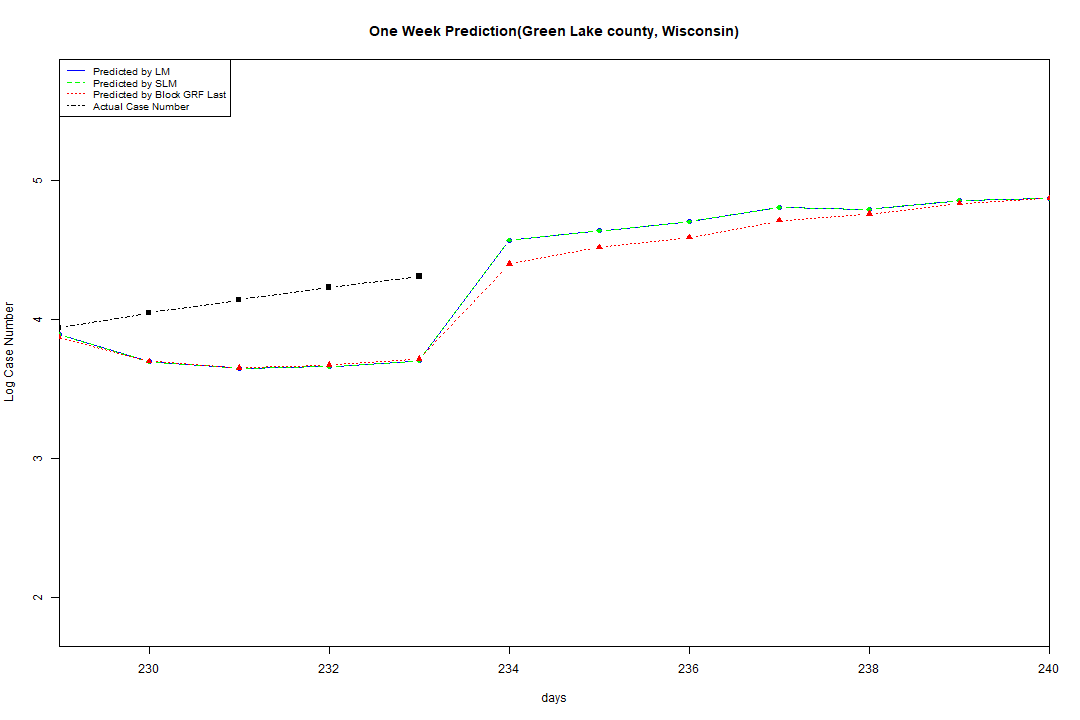 One Week Prediction(Green Lake county, Wisconsin)
Predicted by LM
Predicted by SLM
Predicted by Block GRF Last
Actual Case Number
5
4
3
2
Log Case Number
230 232 234 236 238 240
days